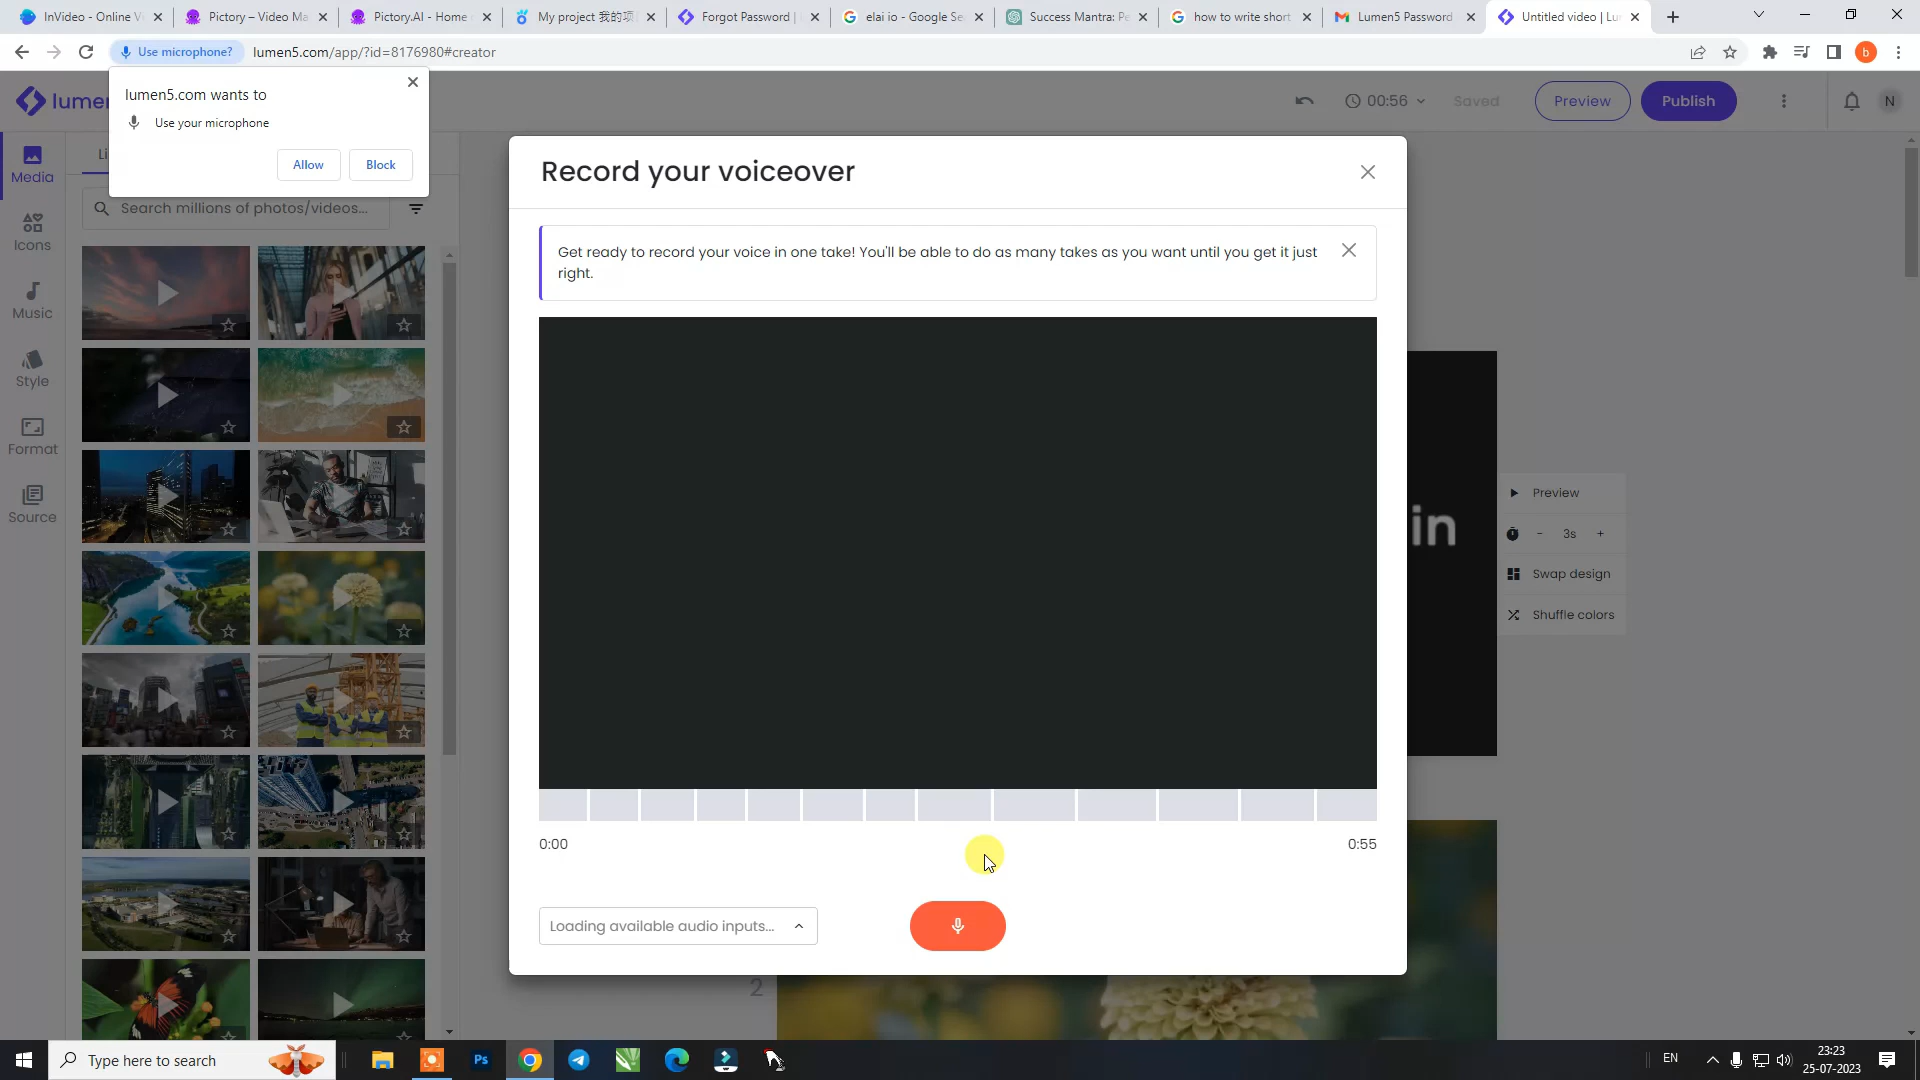 InVideo - Online V
Pictory – Video Ma
Pictory.AI - Home
My project 我的项
Forgot Password |
elai io - Google Se
Success Mantra: Pe
how to write short
Lumen5 Password
Untitled video | Lu
Use microphone?
lumen5.com/app/?id=8176980#creator
b
lumen5.com wants to
Use your microphone
Allow
Block
lumen
00:56
Saved
Preview
Publish
N
Media
Icons
Music
Style
Format
Source
Li
Search millions of photos/videos...
Record your voiceover
Get ready to record your voice in one take! You'll be able to do as many takes as you want until you get it just
right.
0:00
0:55
Loading available audio inputs...
in
Preview
- 3s +
Swap design
Shuffle colors
2
Type here to search
Ps
EN
23:23
25-07-2023